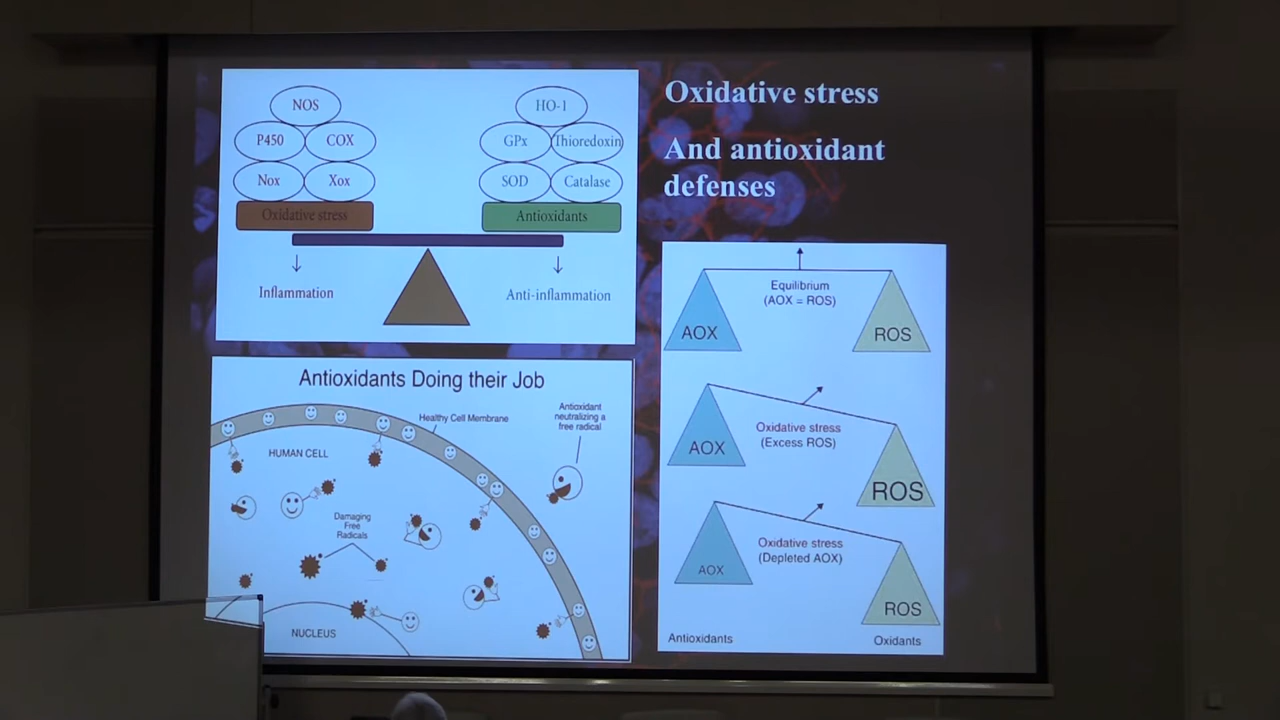 Oxidative stress
And antioxidant
defenses
NOS
P450
COX
Nox
Xox
Oxidative stress
HO-1
GPx
Thioredoxin
SOD
Catalase
Antioxidants
Inflammation
Anti-inflammation
Antioxidants Doing their Job
Healthy Cell Membrane
Antioxidant
neutralizing a
free radical
HUMAN CELL
Damaging
Free
Radicals
NUCLEUS
Equilibrium
(AOX = ROS)
AOX
ROS
Oxidative stress
(Excess ROS)
AOX
ROS
Oxidative stress
(Depleted AOX)
AOX
ROS
Antioxidants
Oxidants